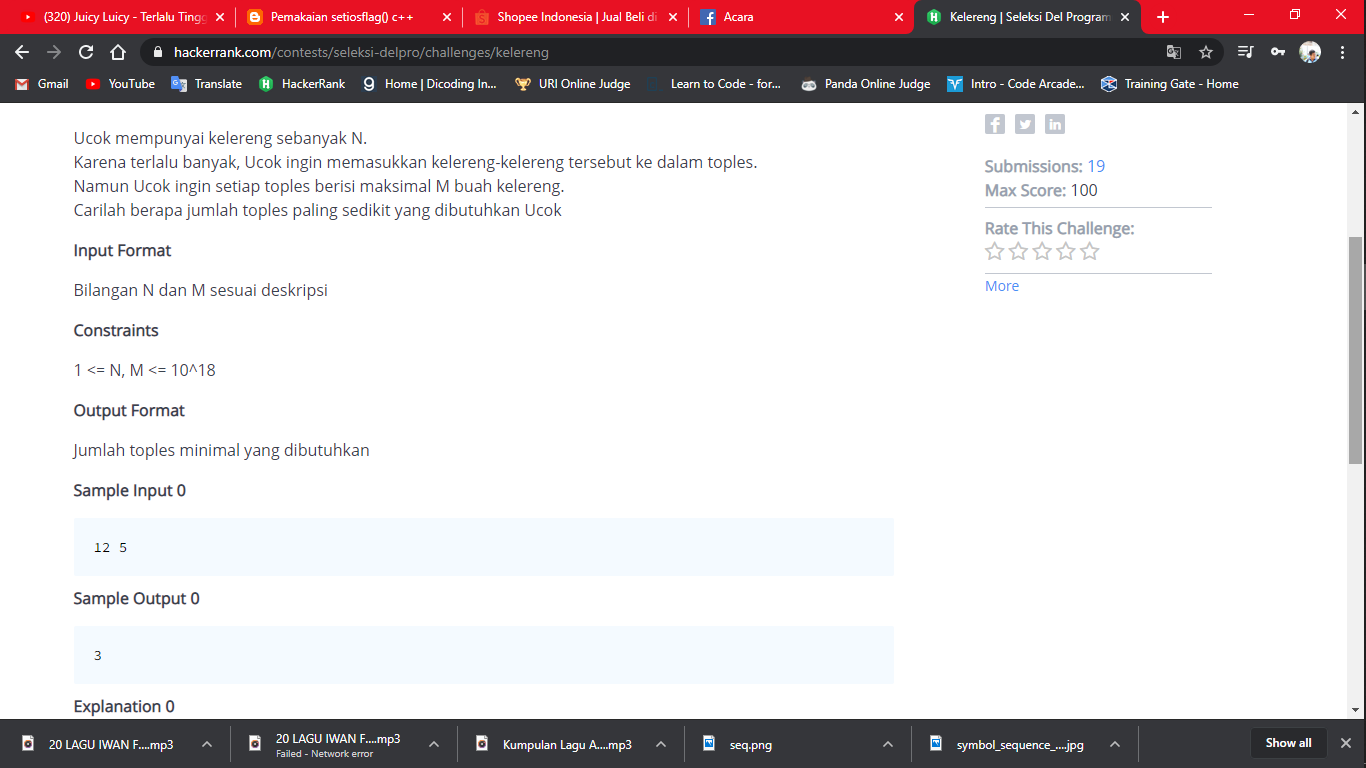 (320) Juicy Luicy - Terlalu Tingg
Pemakaian setiosflag() c++
Shopee Indonesia | Jual Beli di
Acara
Kelereng | Seleksi Del Program
hackerrank.com/contests/seleksi-delpro/challenges/kelereng
Gmail
YouTube
Translate
HackerRank
Home | Dicoding In...
URI Online Judge
Learn to Code - for...
Panda Online Judge
Intro - Code Arcade...
Training Gate - Home
Ucok mempunyai kelereng sebanyak N.
Karena terlalu banyak, Ucok ingin memasukkan kelereng-kelereng tersebut ke dalam toples.
Namun Ucok ingin setiap toples berisi maksimal M buah kelereng.
Carilah berapa jumlah toples paling sedikit yang dibutuhkan Ucok
Input Format
Bilangan N dan M sesuai deskripsi
Constraints
1 <= N, M <= 10^18
Output Format
Jumlah toples minimal yang dibutuhkan
Sample Input 0
12 5
Sample Output 0
3
Explanation 0
Submissions: 19
Max Score: 100
Rate This Challenge:
More
20 LAGU IWAN F....mp3
20 LAGU IWAN F....mp3
Failed - Network error
Kumpulan Lagu A....mp3
seq.png
symbol_sequence_....jpg
Show all